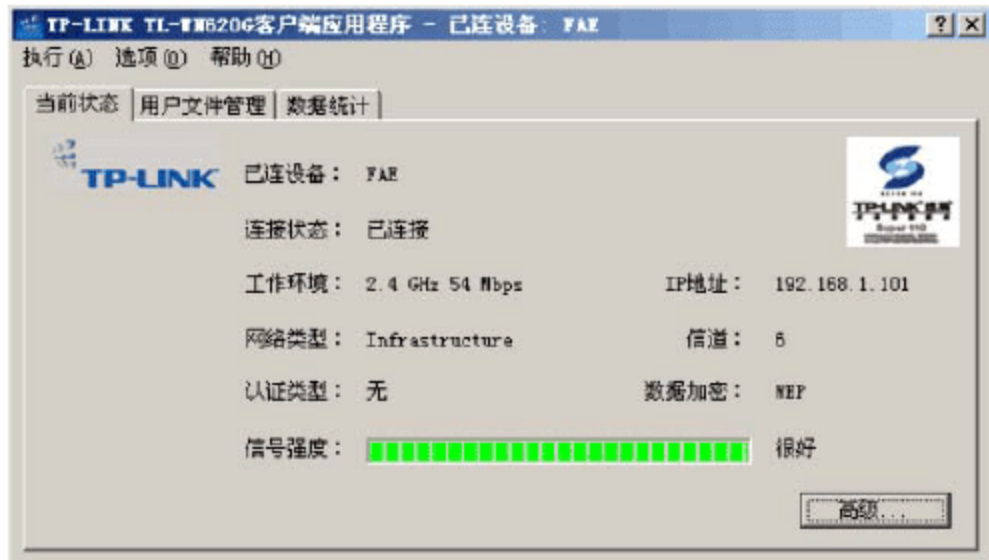 TP-LINK TL-WN620G客户端应用程序 - 已连设备: FAE
? ×
执行(A) 选项(O) 帮助(H)
当前状态 用户文件管理 数据统计
TP-LINK
已连设备： FAE
连接状态： 已连接
工作环境： 2.4 GHz 54 Mbps IP地址： 192.168.1.101
网络类型： Infrastructure 信道： 6
认证类型： 无 数据加密： WEP
信号强度： 很好
TP-LINK
高级...